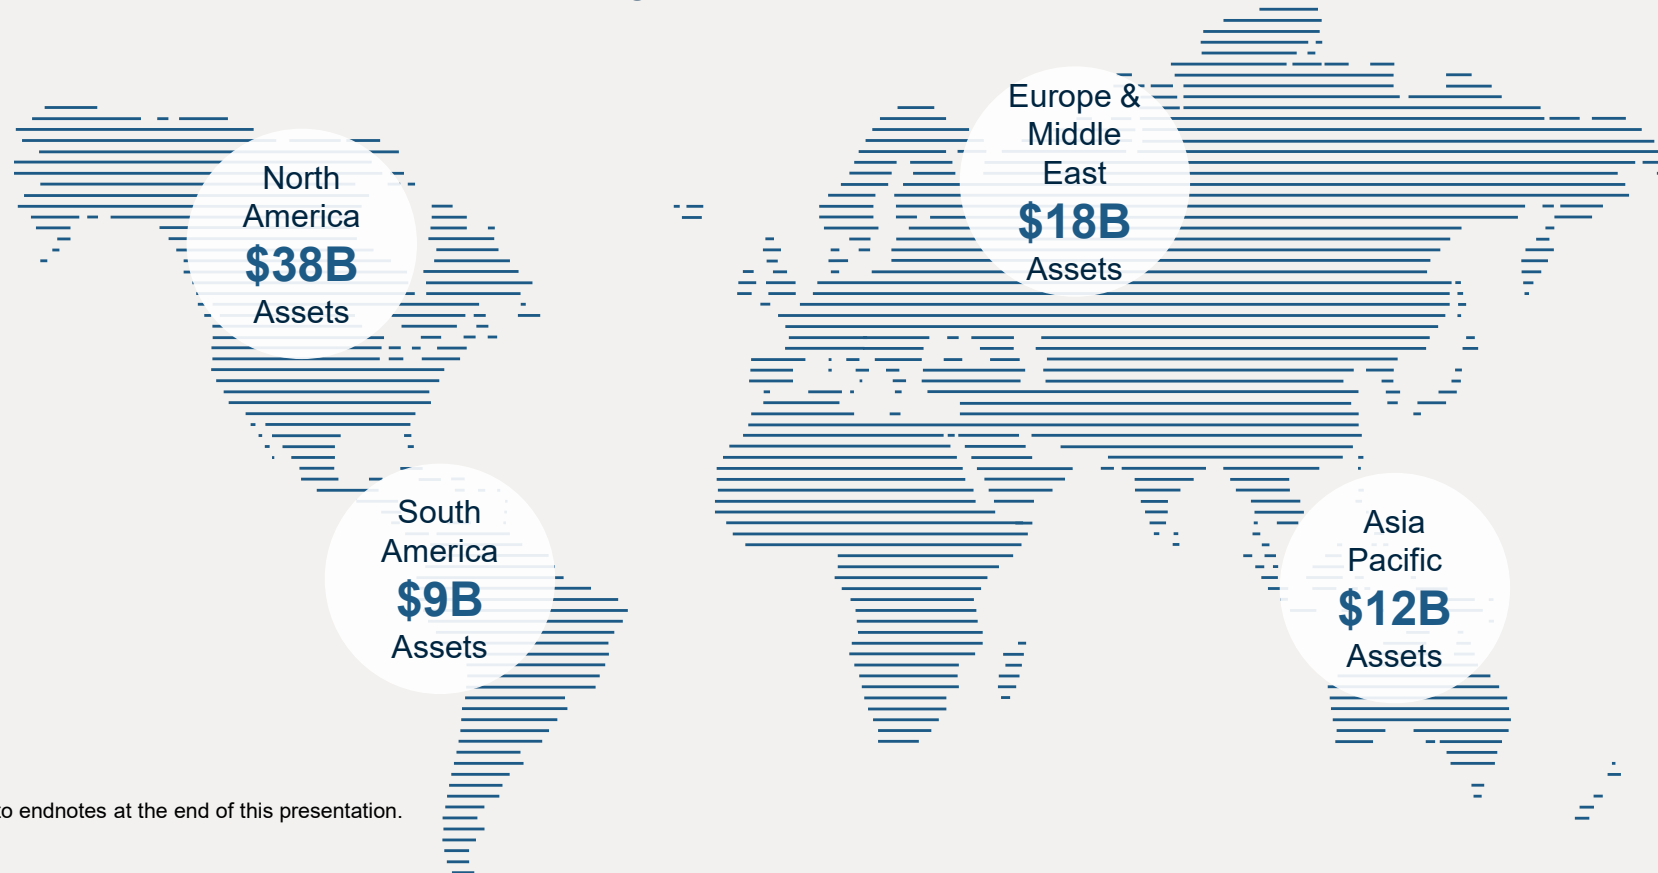 Europe &
Middle
East
$18B
Assets
North
America
$38B
Assets
South
America
$9B
Assets
Asia
Pacific
$12B
Assets
to endnotes at the end of this presentation.